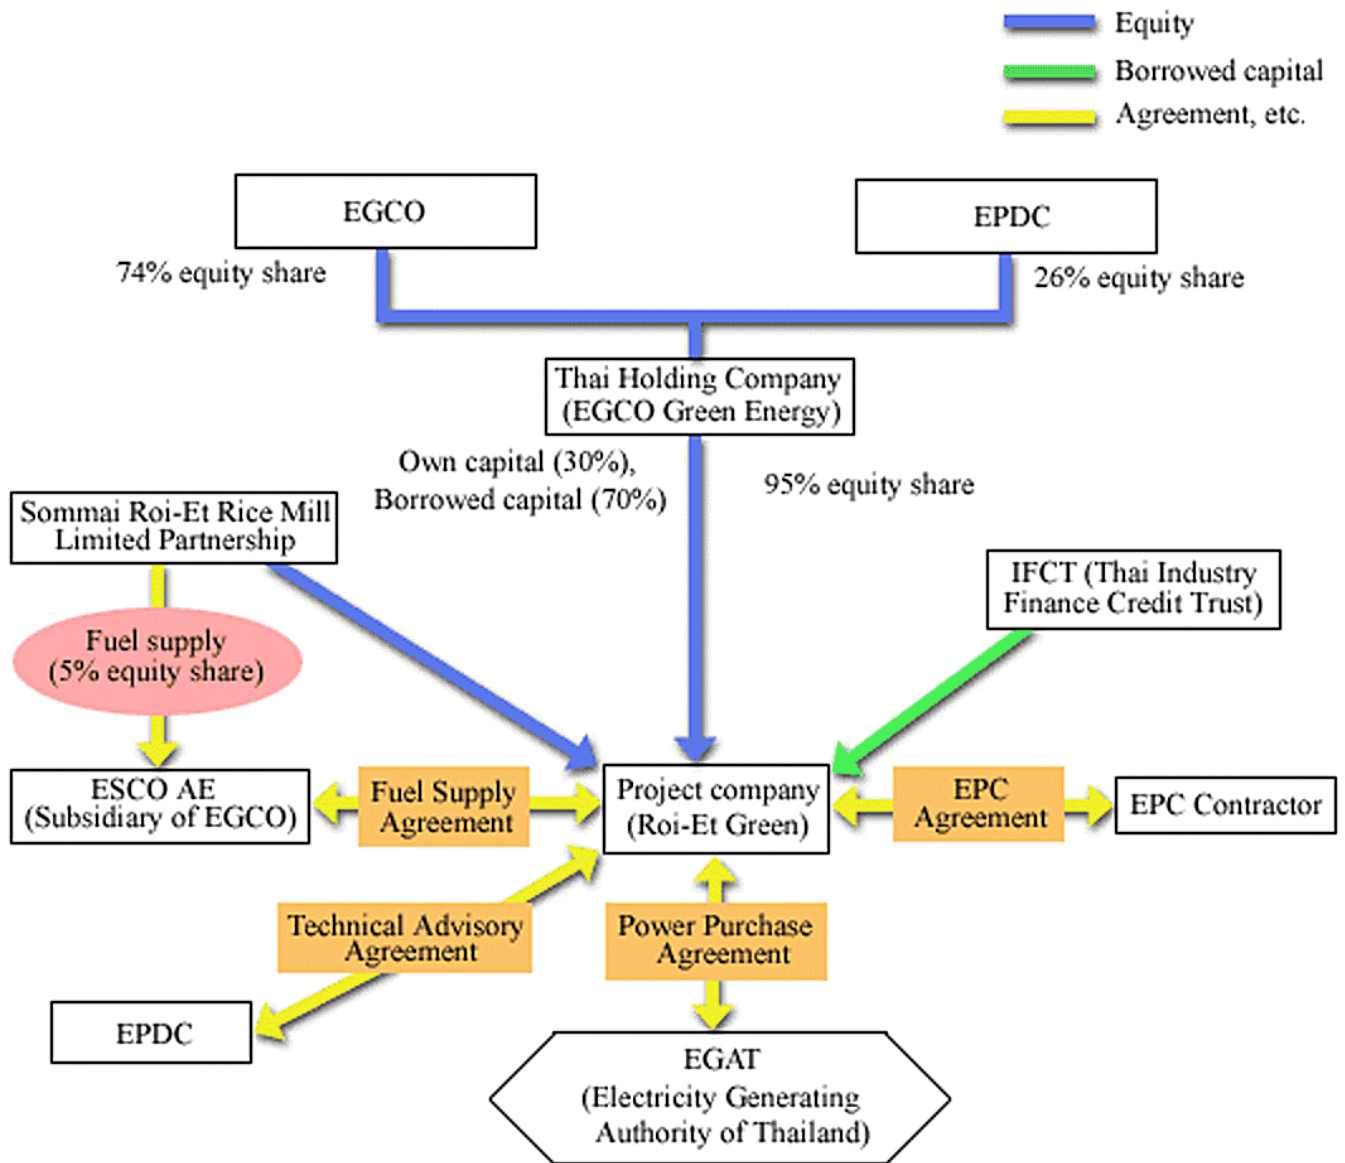 Equity
Borrowed capital
Agreement, etc.
EGCO
EPDC
74% equity share
26% equity share
Thai Holding Company
(EGCO Green Energy)
Own capital (30%),
Borrowed capital (70%)
95% equity share
Sommai Roi-Et Rice Mill
Limited Partnership
IFCT (Thai Industry
Finance Credit Trust)
Fuel supply
(5% equity share)
ESCO AE
(Subsidiary of EGCO)
Fuel Supply
Agreement
Project company
(Roi-Et Green)
EPC
Agreement
EPC Contractor
Technical Advisory
Agreement
Power Purchase
Agreement
EPDC
EGAT
(Electricity Generating
Authority of Thailand)